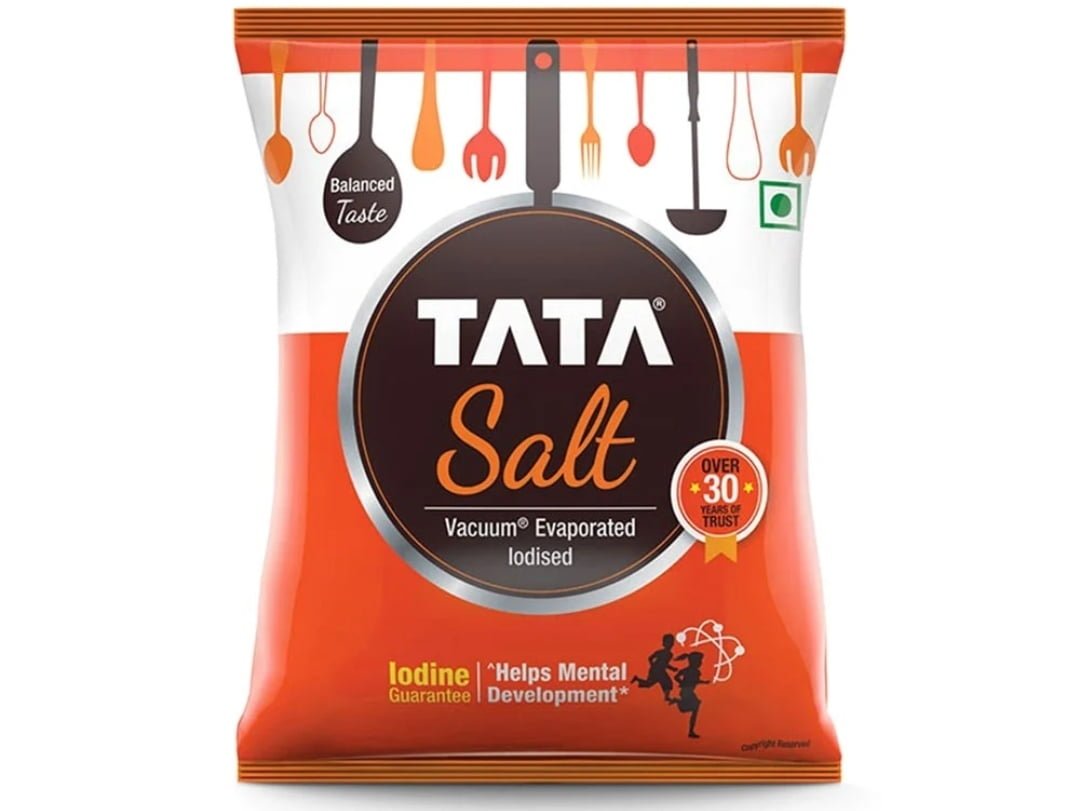 Balanced
Taste
TATA®
Salt
Vacuum® Evaporated
Iodised
OVER
30
YEARS OF
TRUST
Iodine
Guarantee
^Helps Mental
Development*
Copyright Reserved